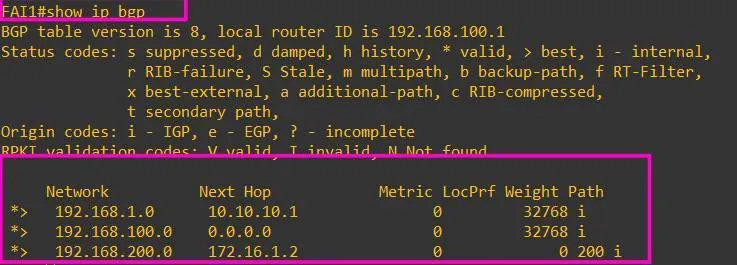 FAI1#show ip bgp
BGP table version is 8, local router ID is 192.168.100.1
Status codes: s suppressed, d damped, h history, * valid, > best, i - internal,
r RIB-failure, S Stale, m multipath, b backup-path, f RT-Filter,
x best-external, a additional-path, c RIB-compressed,
t secondary path,
Origin codes: i - IGP, e - EGP, ? - incomplete
RPKI validation codes: V valid, I invalid, N Not found
Network Next Hop Metric LocPrf Weight Path
*> 192.168.1.0 10.10.10.1 0 32768 i
*> 192.168.100.0 0.0.0.0 0 32768 i
*> 192.168.200.0 172.16.1.2 0 0 200 i